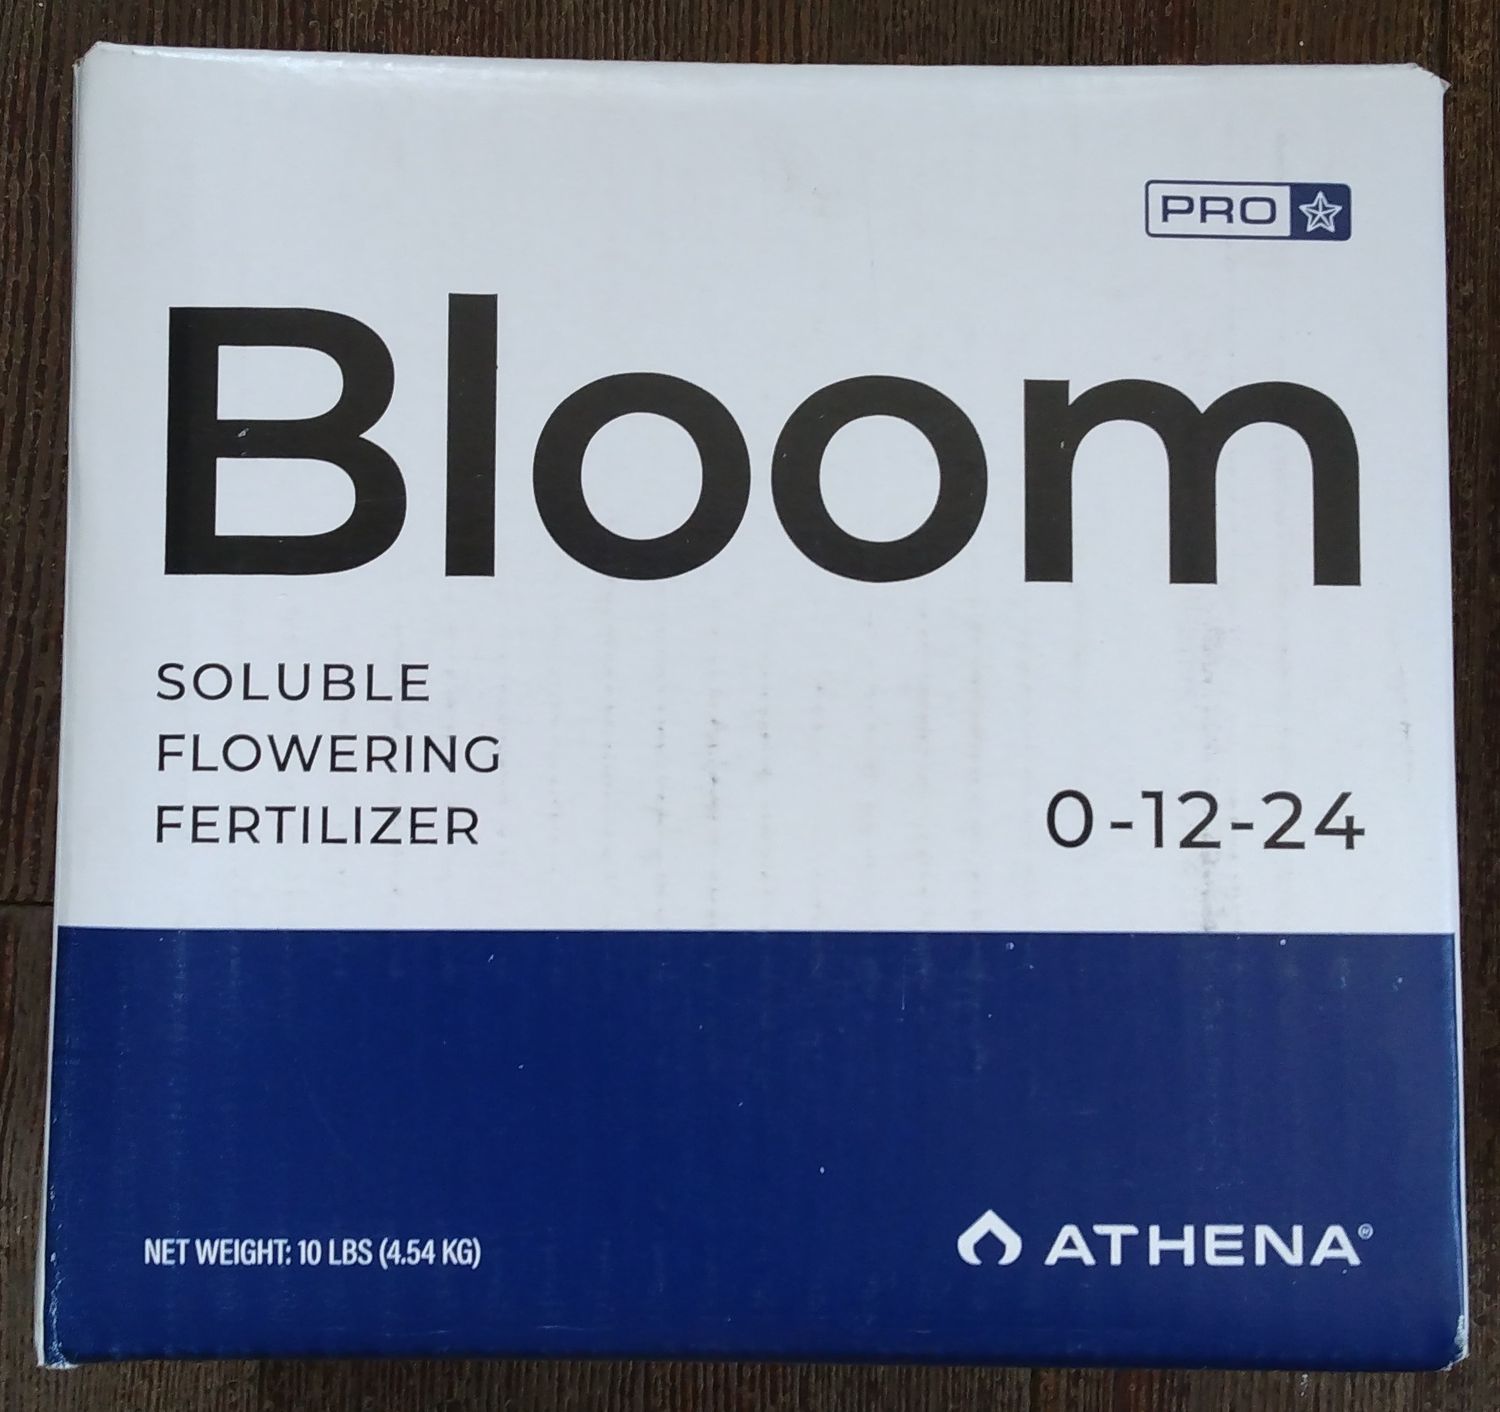 PRO
Bloom
SOLUBLE
FLOWERING
FERTILIZER
0-12-24
NET WEIGHT: 10 LBS (4.54 KG)
ATHENA®